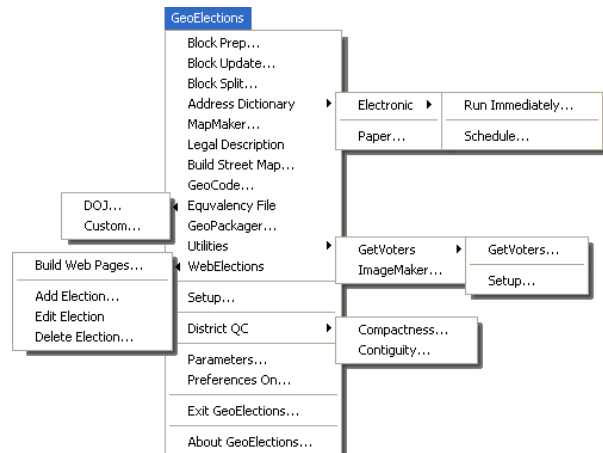 GeoElections
Block Prep...
Block Update...
Block Split...
Address Dictionary
Electronic
Run Immediately...
MapMaker...
Paper...
Schedule...
Legal Description
Build Street Map...
GeoCode...
DOJ...
Equvalency File
Custom...
GeoPackager...
Utilities
GetVoters
GetVoters...
Build Web Pages...
WebElections
ImageMaker...
Setup...
Add Election...
Setup...
Edit Election
Delete Election...
District QC
Compactness...
Contiguity...
Parameters...
Preferences On...
Exit GeoElections...
About GeoElections...